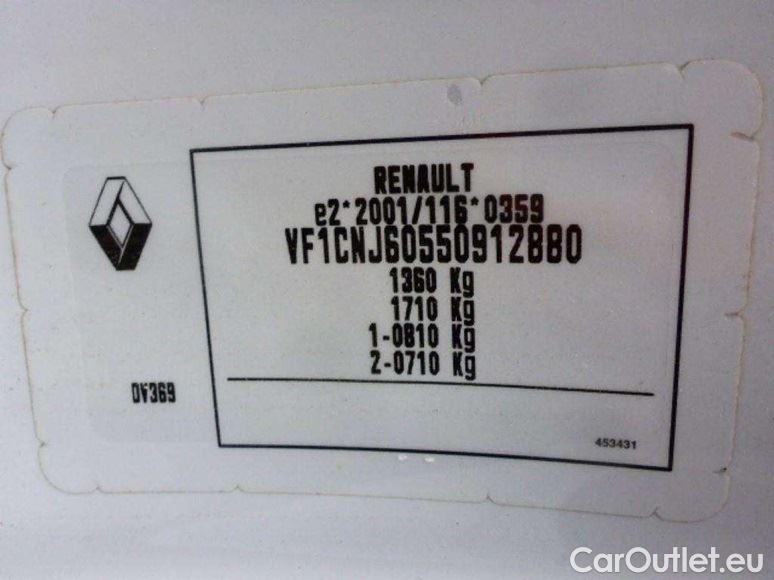 RENAULT
e2*2001/116*0359
VF1CNJ60550912880
1360 Kg
1710 Kg
1-0810 Kg
2-0710 Kg
DV369
453431
CarOutlet.eu